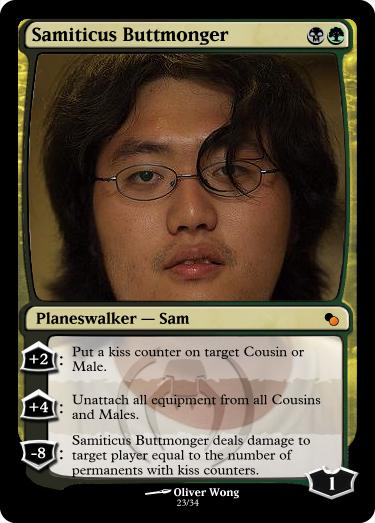 Samiticus Buttmonger
Planeswalker — Sam
+2: Put a kiss counter on target Cousin or
Male.
+4: Unattach all equipment from all Cousins
and Males.
-8: Samiticus Buttmonger deals damage to
target player equal to the number of
permanents with kiss counters.
1
Oliver Wong
23/34